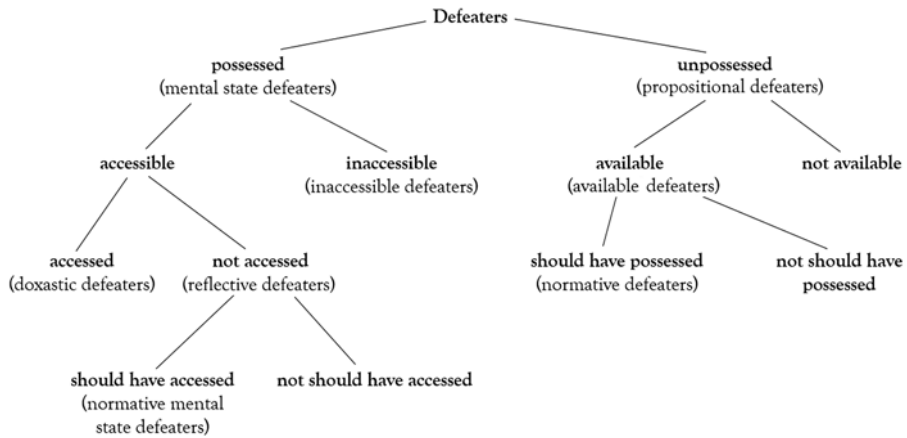 Defeaters
possessed
(mental state defeaters)
unpossessed
(propositional defeaters)
accessible
inaccessible
(inaccessible defeaters)
available
(available defeaters)
not available
accessed
(doxastic defeaters)
not accessed
(reflective defeaters)
should have possessed
(normative defeaters)
not should have
possessed
should have accessed
(normative mental
state defeaters)
not should have accessed